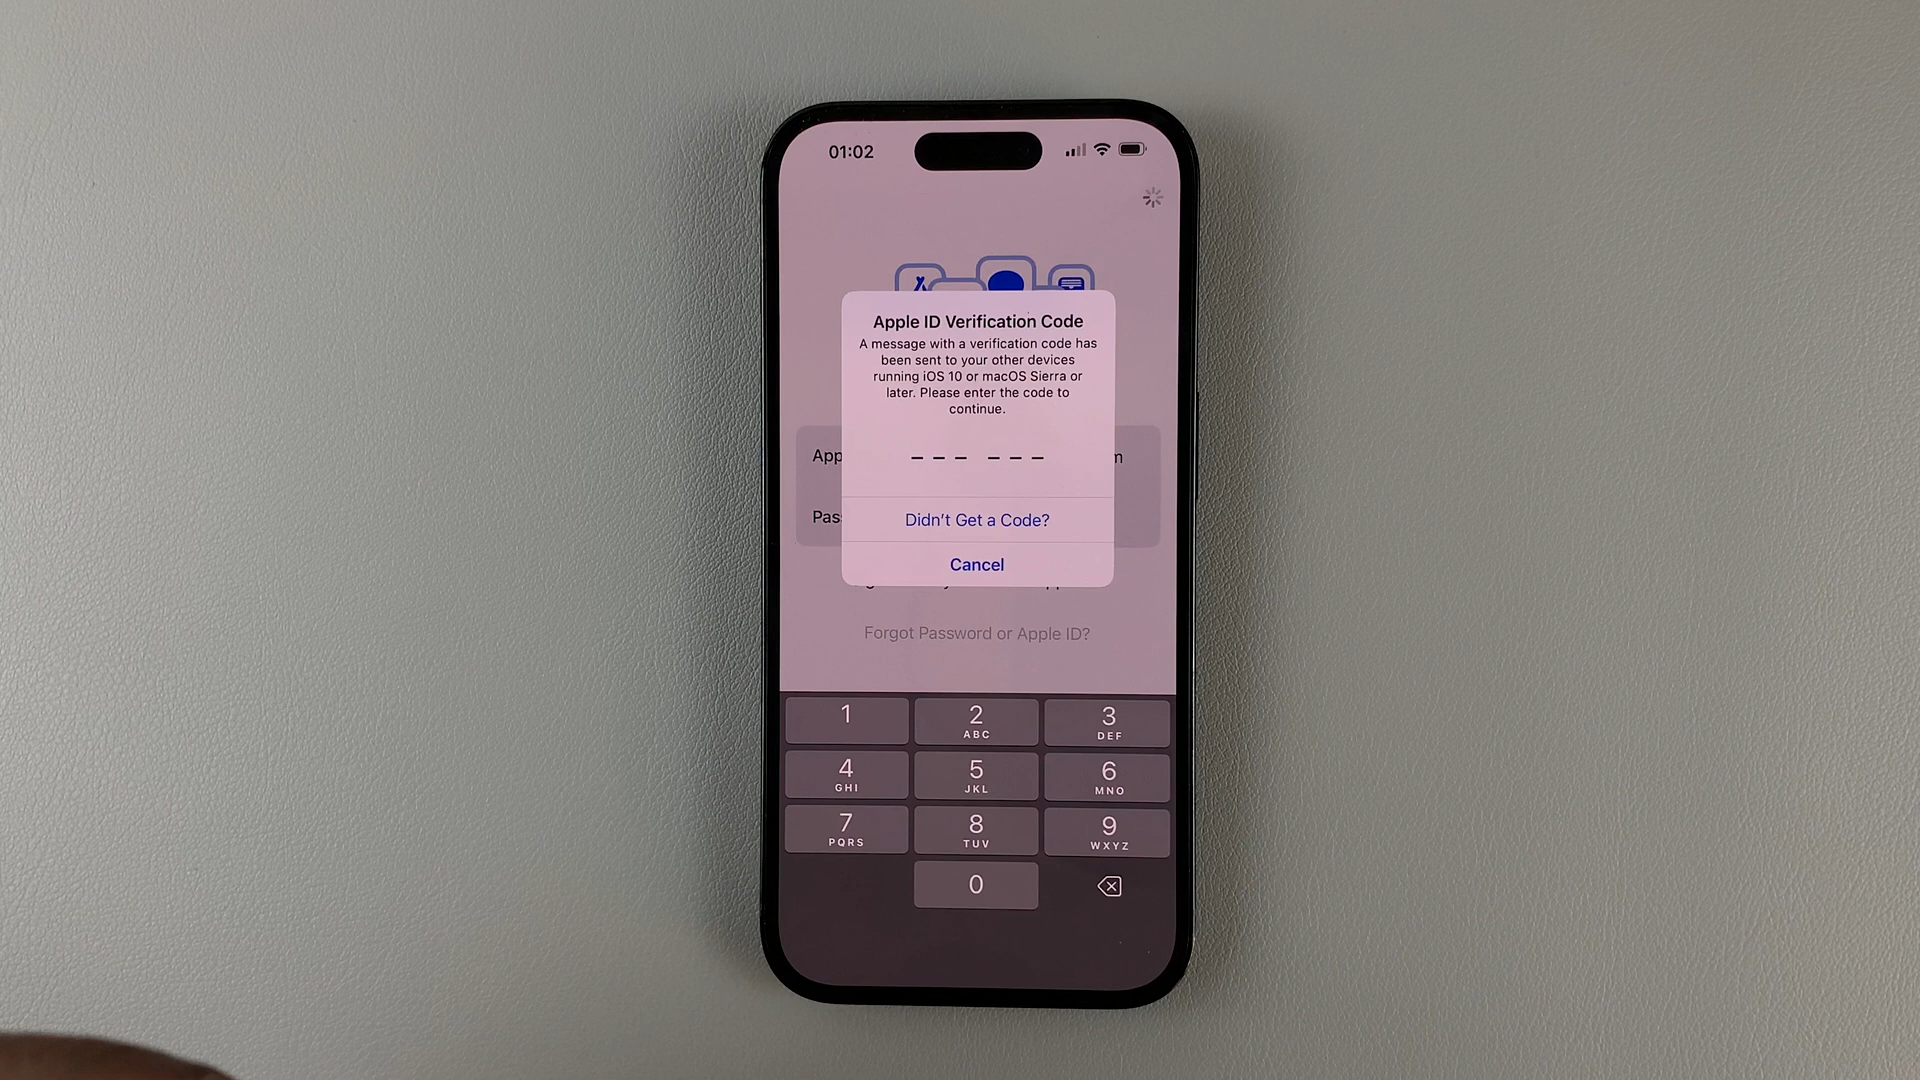 01:02
Apple ID Verification Code
A message with a verification code has
been sent to your other devices
running iOS 10 or macOS Sierra or
later. Please enter the code to
continue.
App
m
– – – – – –
Pas
Didn't Get a Code?
Cancel
Forgot Password or Apple ID?
1
2
ABC
3
DEF
4
GHI
5
JKL
6
MNO
7
PQRS
8
TUV
9
WXYZ
0